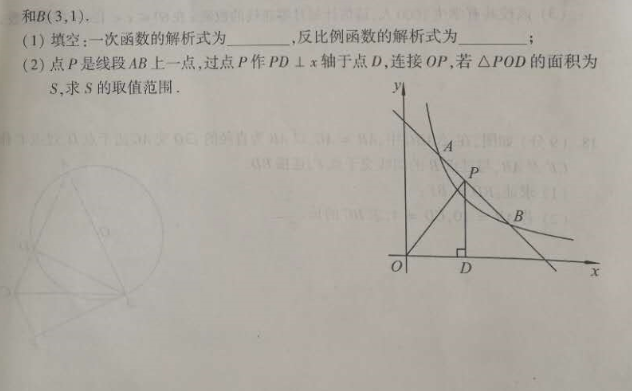 和B(3,1).
(1) 填空:一次函数的解析式为________,反比例函数的解析式为________;
(2) 点P是线段AB上一点,过点P作PD⊥x轴于点D,连接OP,若△POD的面积为
S,求S的取值范围.
y
A
P
B
O
D
x